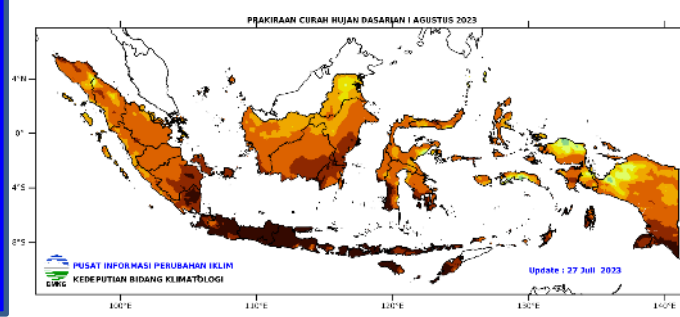 PRAKIRAAN CURAH HUJAN DASARIAN I AGUSTUS 2023
4°N
0°
4°S
8°S
PUSAT INFORMASI PERUBAHAN IKLIM
KEDEPUTIAN BIDANG KLIMATOLOGI
BMKG
Update : 27 Juli 2023
100°E
110°E
120°E
130°E
140°E